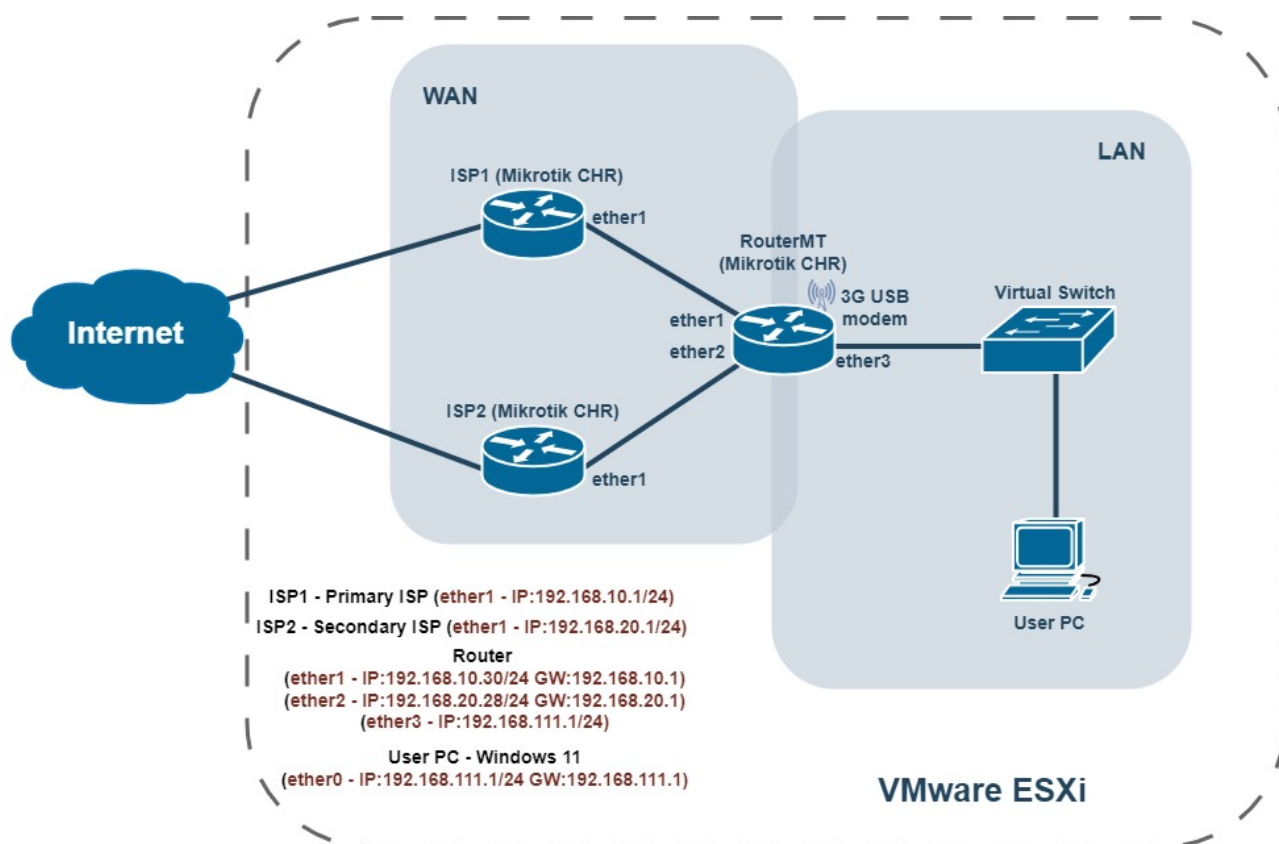 WAN
LAN
ISP1 (Mikrotik CHR)
ether1
RouterMT
(Mikrotik CHR)
3G USB
modem
Virtual Switch
ether1
ether2
ether3
Internet
ISP2 (Mikrotik CHR)
ether1
User PC
ISP1 - Primary ISP (ether1 - IP:192.168.10.1/24)
ISP2 - Secondary ISP (ether1 - IP:192.168.20.1/24)
Router
(ether1 - IP:192.168.10.30/24 GW:192.168.10.1)
(ether2 - IP:192.168.20.28/24 GW:192.168.20.1)
(ether3 - IP:192.168.111.1/24)
User PC - Windows 11
(ether0 - IP:192.168.111.1/24 GW:192.168.111.1)
VMware ESXi